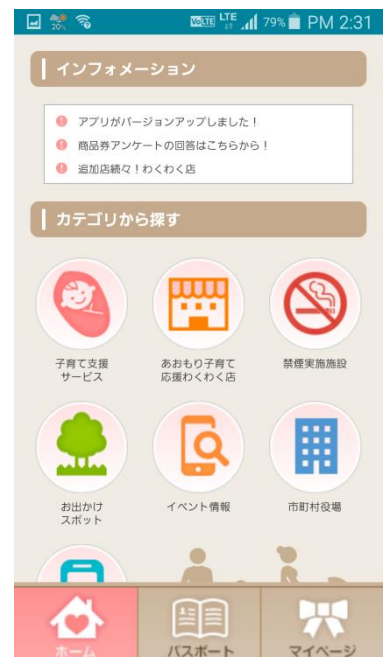 20% VOLTE LTE 79% PM 2:31
インフォメーション
アプリがバージョンアップしました！
商品券アンケートの回答はこちらから！
追加店続々！わくわく店
カテゴリから探す
子育て支援
サービス
あおもり子育て
応援わくわく店
禁煙実施施設
お出かけ
スポット
イベント情報
市町村役場
ホーム
パスポート
マイページ